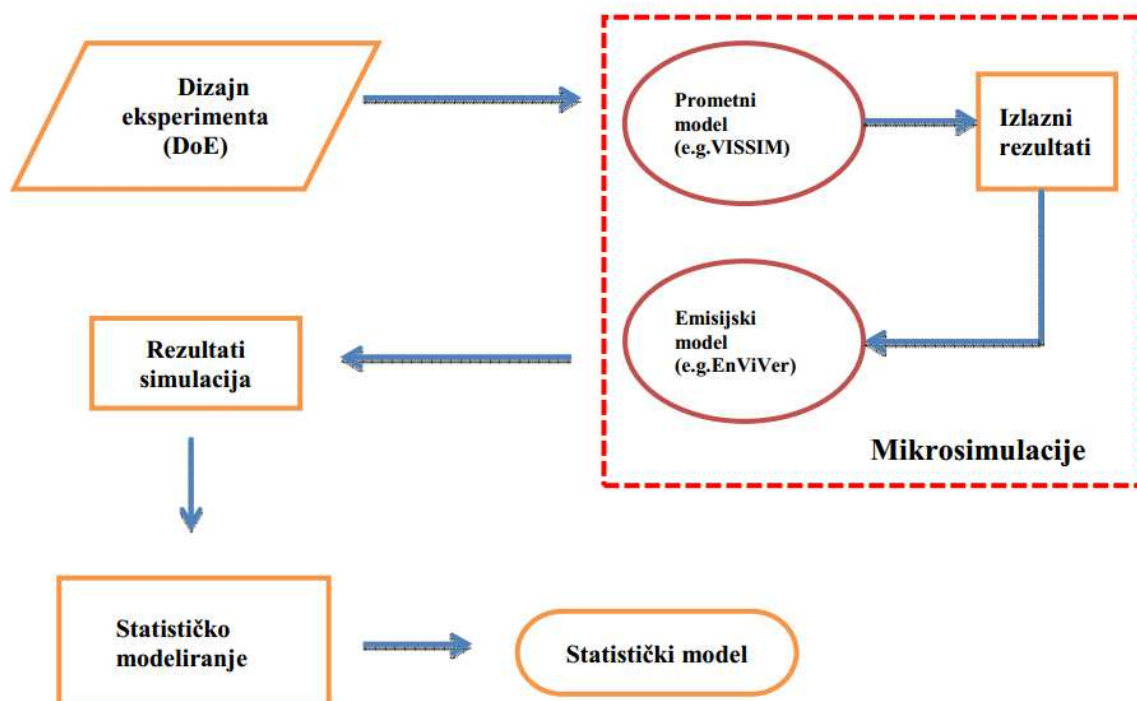 Dizajn
eksperimenta
(DoE)
Prometni
model
(e.g.VISSIM)
Izlazni
rezultati
Emisijski
model
(e.g.EnViVer)
Mikrosimulacije
Rezultati
simulacija
Statističko
modeliranje
Statistički model